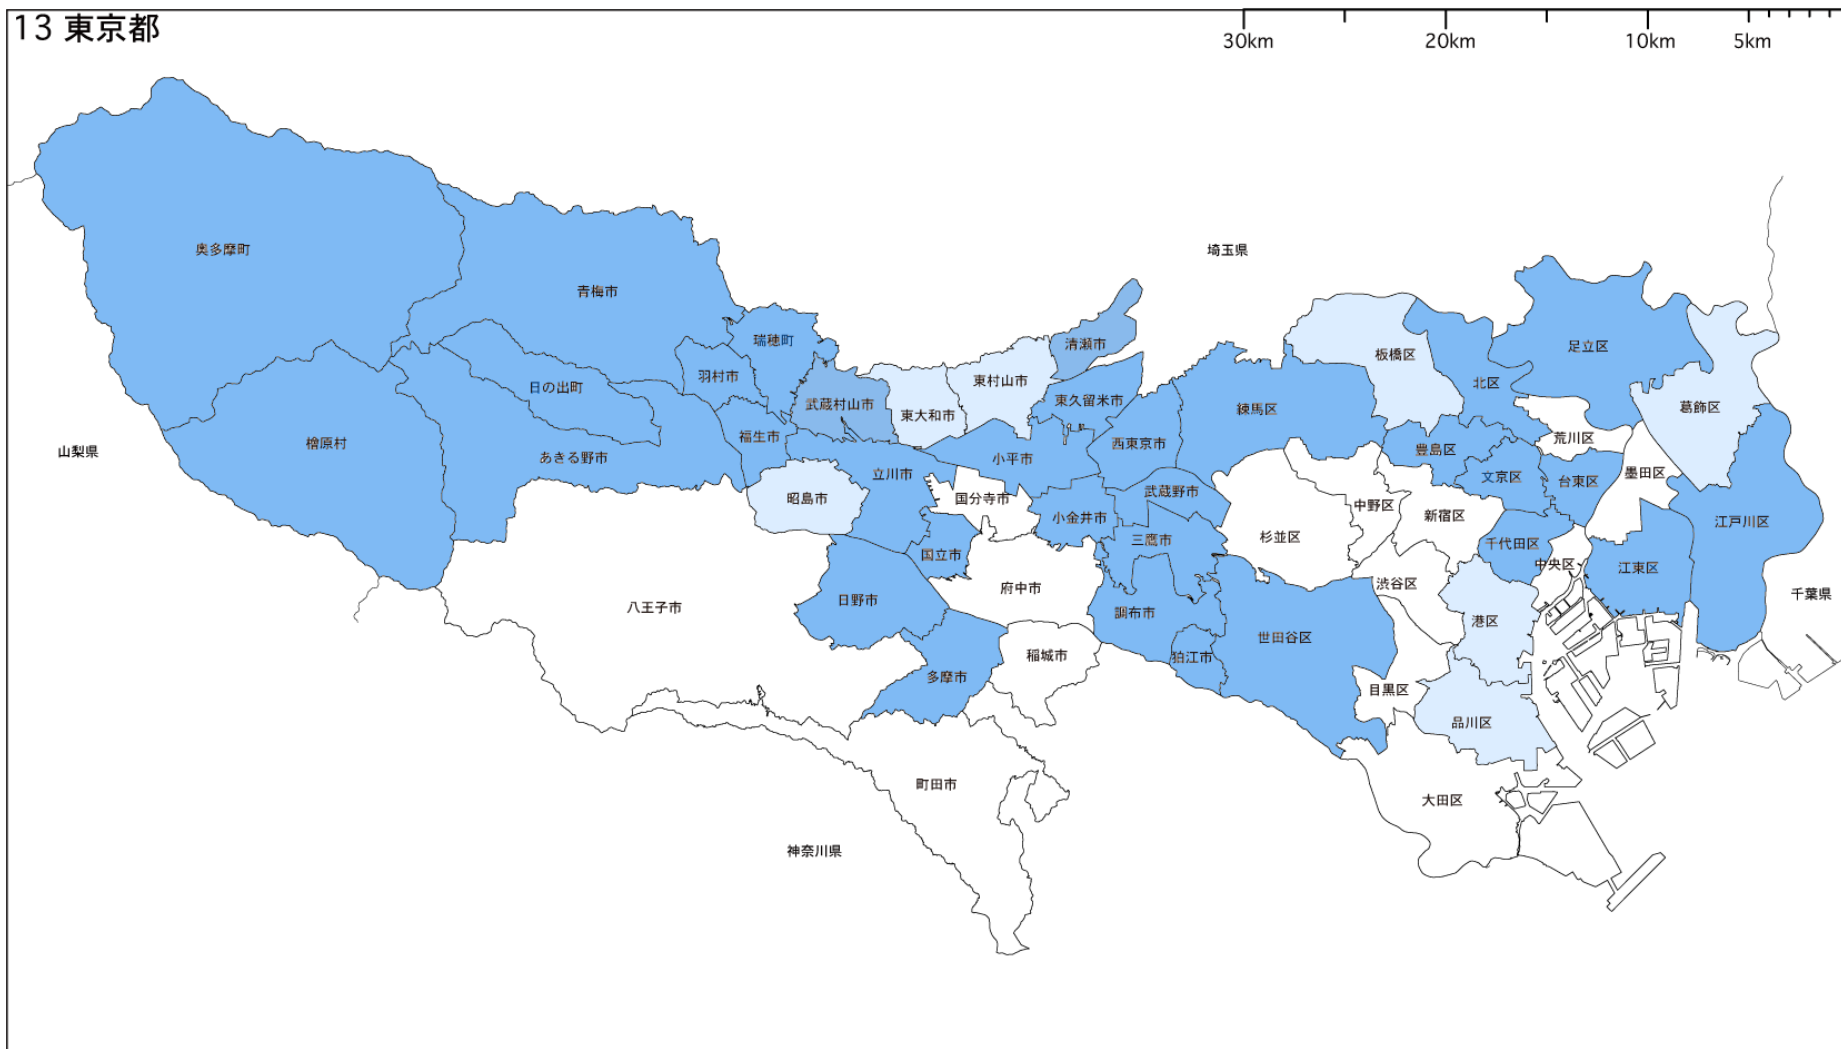 13 東京都
30km 20km 10km 5km
奥多摩町
埼玉県
青梅市
瑞穂町
清瀬市
足立区
板橋区
羽村市
東村山市
北区
日の出町
東久留米市
武蔵村山市
葛飾区
練馬区
東大和市
福生市
荒川区
檜原村
西東京市
豊島区
山梨県
あきる野市
小平市
立川市
墨田区
文京区
台東区
武蔵野市
昭島市
国分寺市
中野区
新宿区
小金井市
江戸川区
杉並区
三鷹市
千代田区
国立市
中央区
江東区
渋谷区
府中市
千葉県
日野市
八王子市
調布市
港区
世田谷区
稲城市
狛江市
多摩市
目黒区
品川区
町田市
大田区
神奈川県